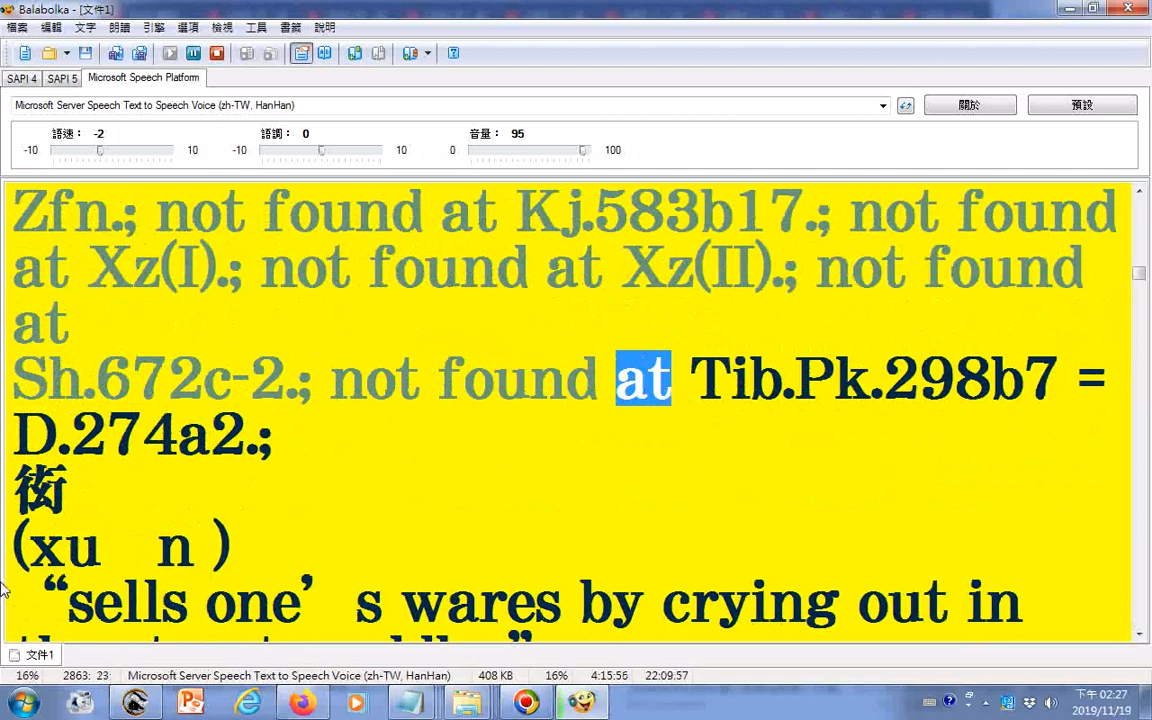 Balabolka - [文件1]
檔案 編輯 文字 朗讀 引擎 選項 檢視 工具 書籤 說明
SAPI 4 SAPI 5 Microsoft Speech Platform
Microsoft Server Speech Text to Speech Voice (zh-TW, HanHan) 關於 預設
語速： -2 語調： 0 音量： 95
-10 10 -10 10 0 100
Zfn.; not found at Kj.583b17.; not found
at Xz(I).; not found at Xz(II).; not found
at
Sh.672c-2.; not found at Tib.Pk.298b7 =
D.274a2.;
衒
(xu n )
“sells one’s wares by crying out in
文件1
16% 2863: 23 Microsoft Server Speech Text to Speech Voice (zh-TW, HanHan) 408 KB 16% 4:15:56 22:09:57
下午 02:27
2019/11/19